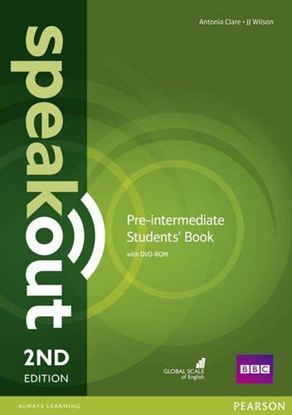 Antonia Clare • JJ Wilson
speakout
Pre-intermediate
Students' Book
with DVD-ROM
2ND
EDITION
GLOBAL SCALE
of English
BBC
ALWAYS LEARNING
PEARSON